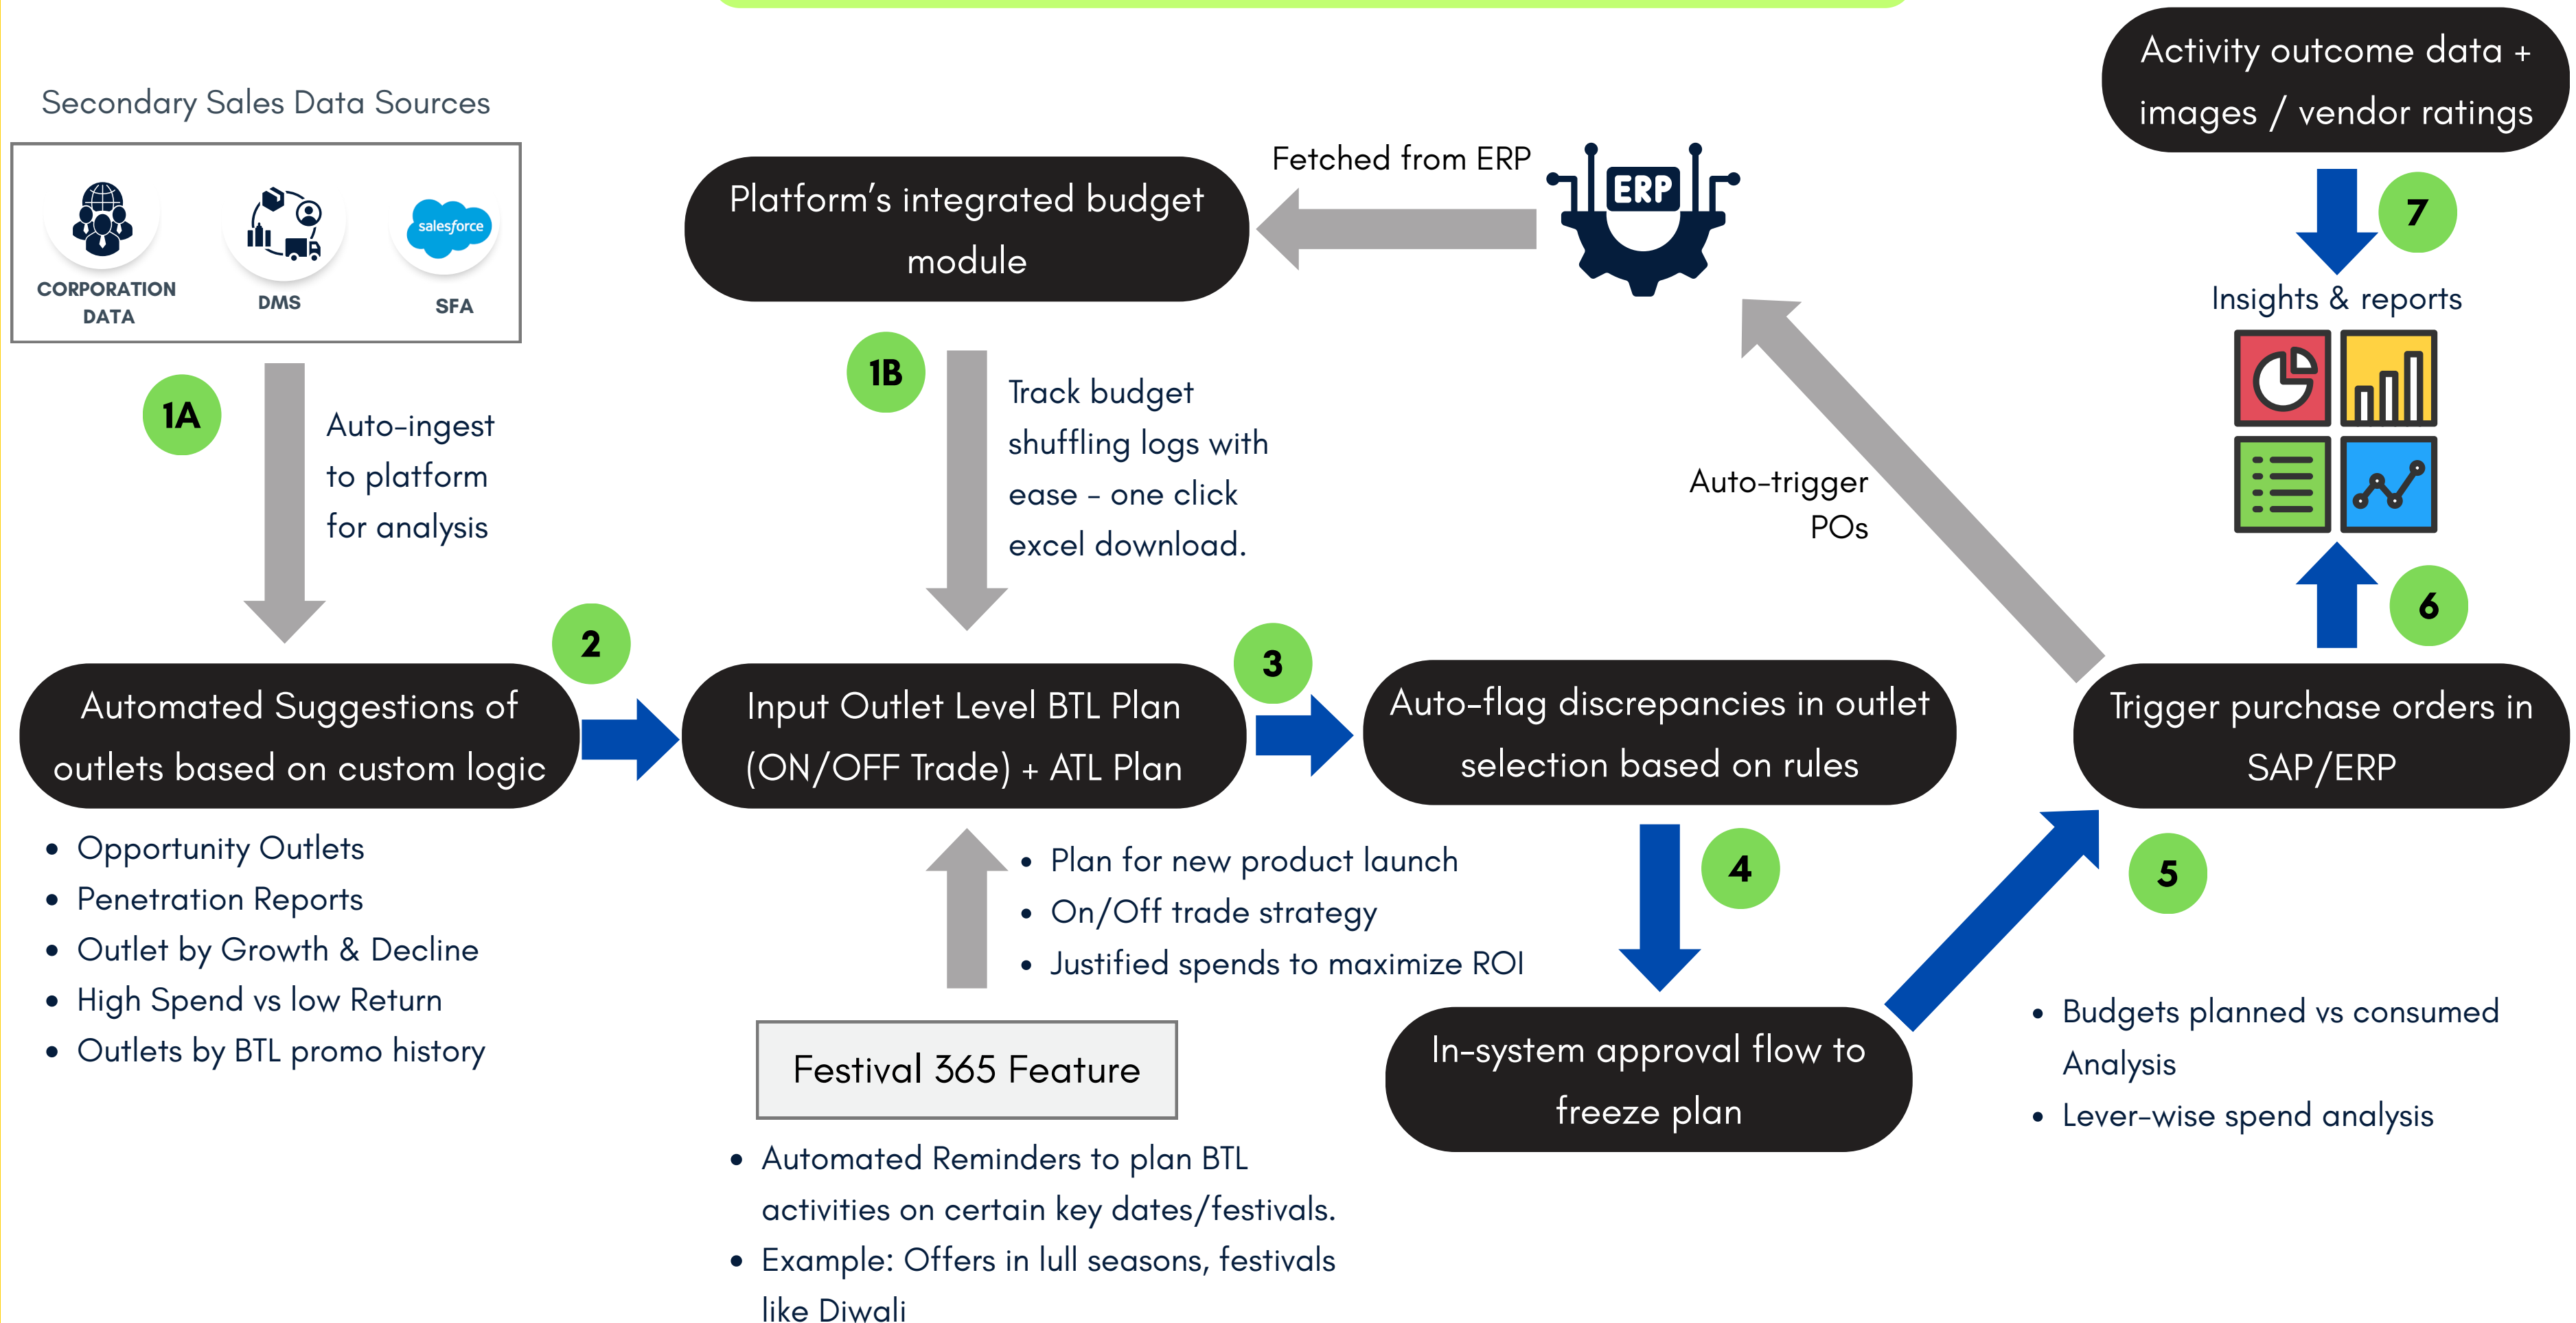 Secondary Sales Data Sources
CORPORATION
DATA
DMS
salesforce
SFA
1A
Auto-ingest
to platform
for analysis
Platform's integrated budget
module
Fetched from ERP
ERP
1B
Track budget
shuffling logs with
ease - one click
excel download.
Activity outcome data +
images / vendor ratings
7
Insights & reports
Auto-trigger
POs
6
Automated Suggestions of
outlets based on custom logic
• Opportunity Outlets
• Penetration Reports
• Outlet by Growth & Decline
• High Spend vs low Return
• Outlets by BTL promo history
2
Input Outlet Level BTL Plan
(ON/OFF Trade) + ATL Plan
• Plan for new product launch
• On/Off trade strategy
• Justified spends to maximize ROI
Festival 365 Feature
• Automated Reminders to plan BTL
activities on certain key dates/festivals.
• Example: Offers in lull seasons, festivals
like Diwali
3
Auto-flag discrepancies in outlet
selection based on rules
4
In-system approval flow to
freeze plan
5
Trigger purchase orders in
SAP/ERP
• Budgets planned vs consumed
Analysis
• Lever-wise spend analysis